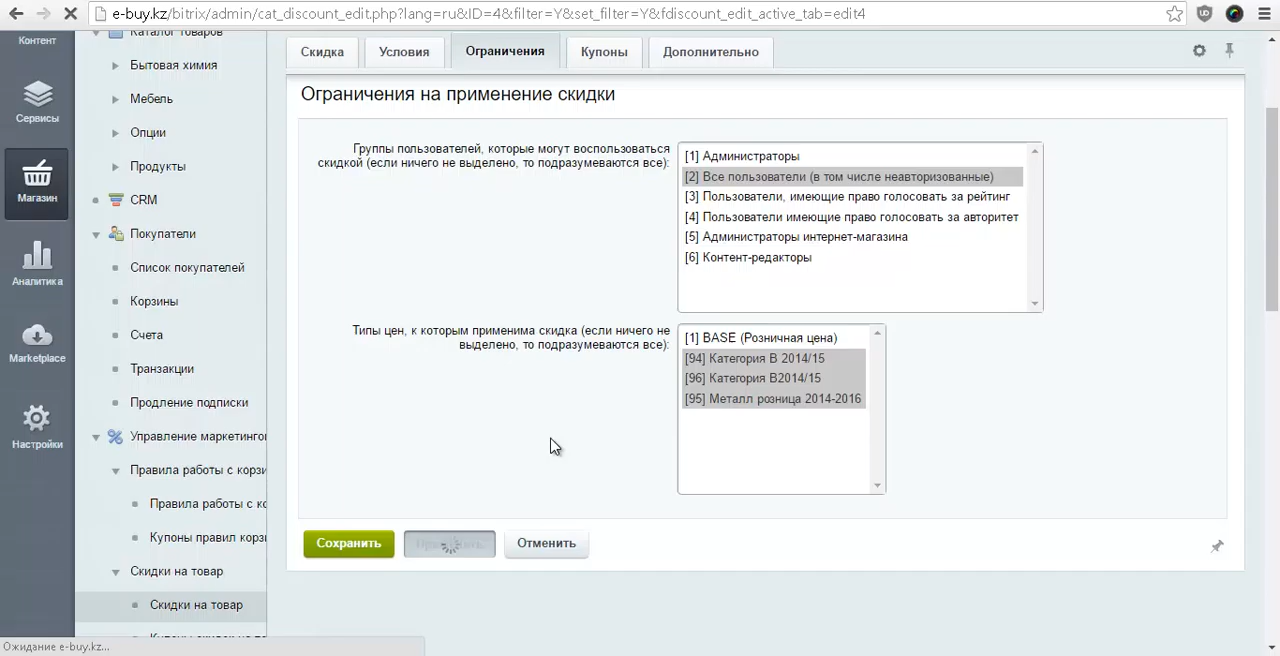 e-buy.kz/bitrix/admin/cat_discount_edit.php?lang=ru&ID=4&filter=Y&set_filter=Y&fdiscount_edit_active_tab=edit4
Контент
Сервисы
Магазин
Аналитика
Marketplace
Настройки
Каталог товаров
Бытовая химия
Мебель
Опции
Продукты
CRM
Покупатели
Список покупателей
Корзины
Счета
Транзакции
Продление подписки
Управление маркетингом
Правила работы с корзи
Правила работы с ко
Купоны правил корзи
Скидки на товар
Скидки на товар
Купоны скидок на то
Скидка
Условия
Ограничения
Купоны
Дополнительно
Ограничения на применение скидки
Группы пользователей, которые могут воспользоваться
скидкой (если ничего не выделено, то подразумеваются все):
[1] Администраторы
[2] Все пользователи (в том числе неавторизованные)
[3] Пользователи, имеющие право голосовать за рейтинг
[4] Пользователи имеющие право голосовать за авторитет
[5] Администраторы интернет-магазина
[6] Контент-редакторы
Типы цен, к которым применима скидка (если ничего не
выделено, то подразумеваются все):
[1] BASE (Розничная цена)
[94] Категория В 2014/15
[96] Категория В2014/15
[95] Металл розница 2014-2016
Сохранить
Отменить
Ожидание e-buy.kz...